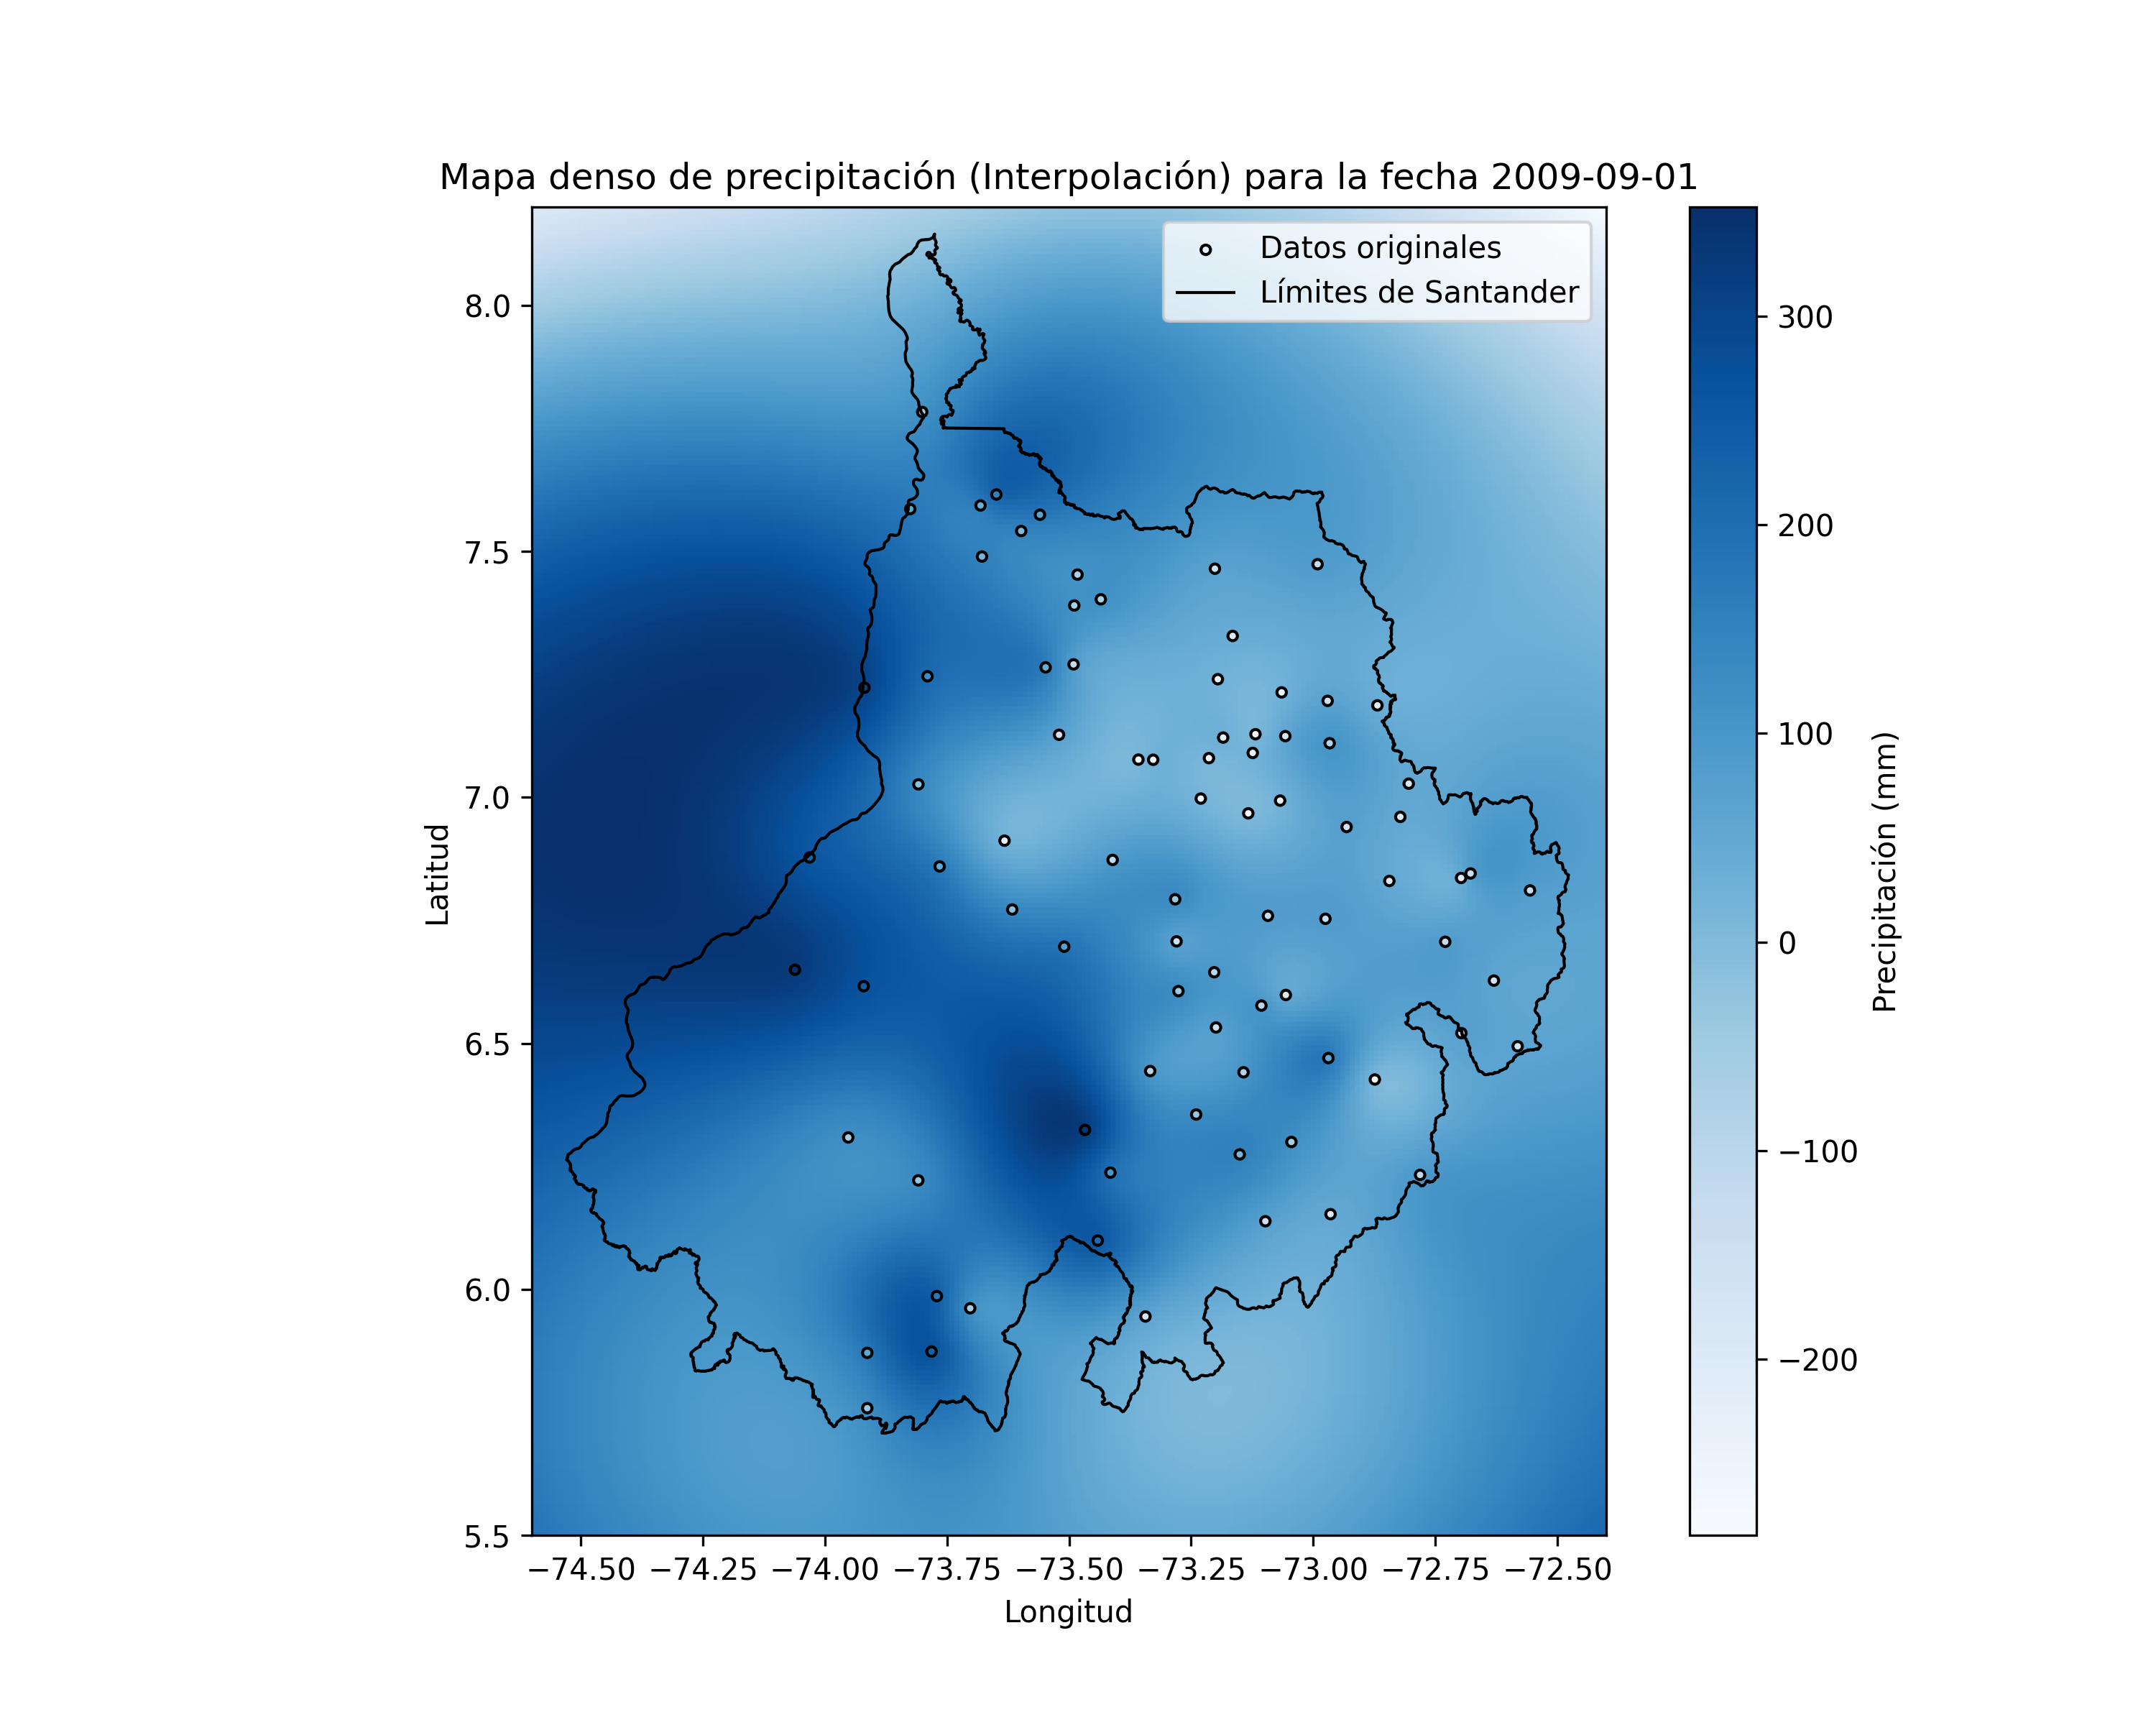 Mapa denso de precipitación (Interpolación) para la fecha 2009-09-01
Datos originales
Límites de Santander
8.0
7.5
7.0
6.5
6.0
5.5
Latitud
−74.50 −74.25 −74.00 −73.75 −73.50 −73.25 −73.00 −72.75 −72.50
Longitud
300
200
100
0
−100
−200
Precipitación (mm)